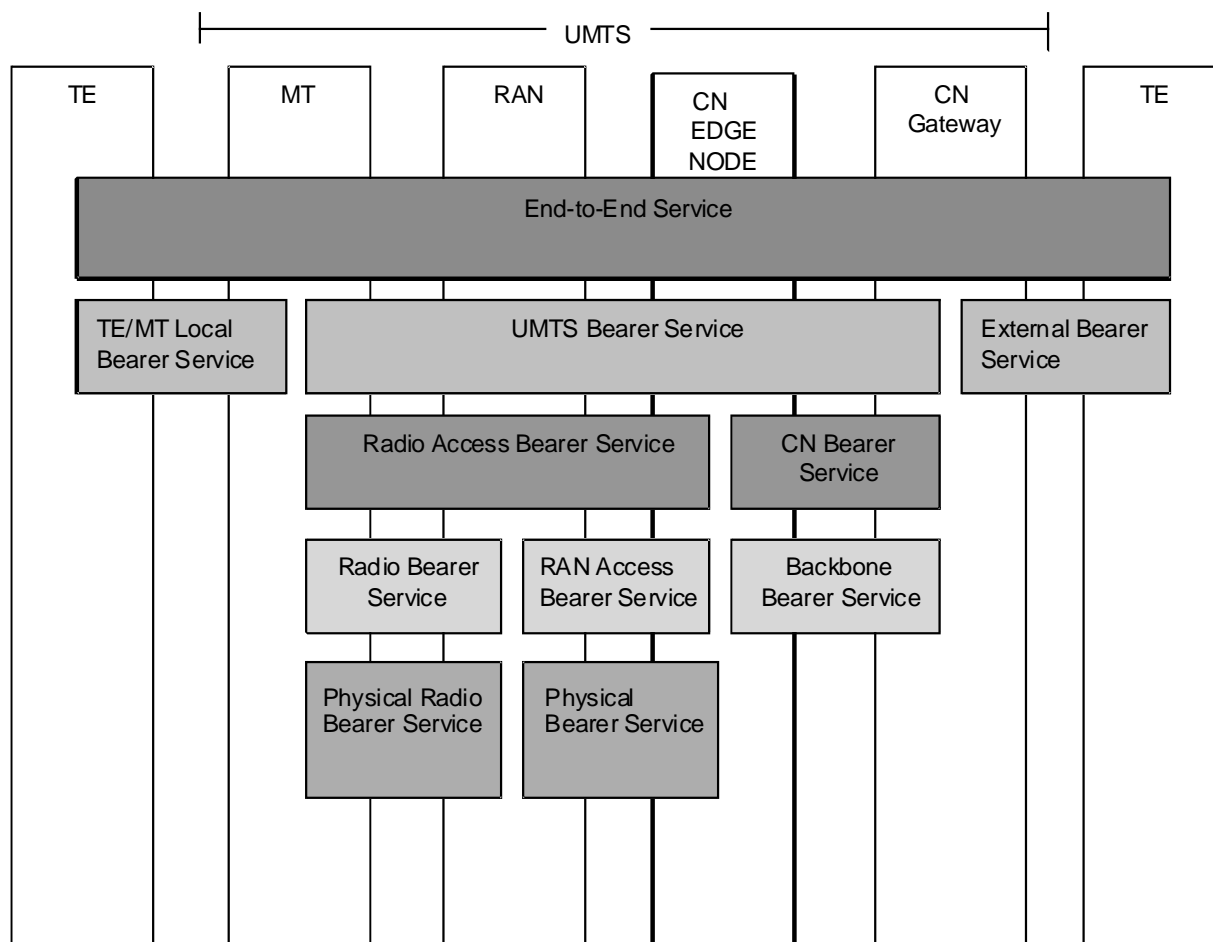 UMTS
TE
MT
RAN
CN
EDGE
NODE
CN
Gateway
TE
End-to-End Service
TE/MT Local
Bearer Service
UMTS Bearer Service
External Bearer
Service
Radio Access Bearer Service
CN Bearer
Service
Radio Bearer
Service
RAN Access
Bearer Service
Backbone
Bearer Service
Physical Radio
Bearer Service
Physical
Bearer Service